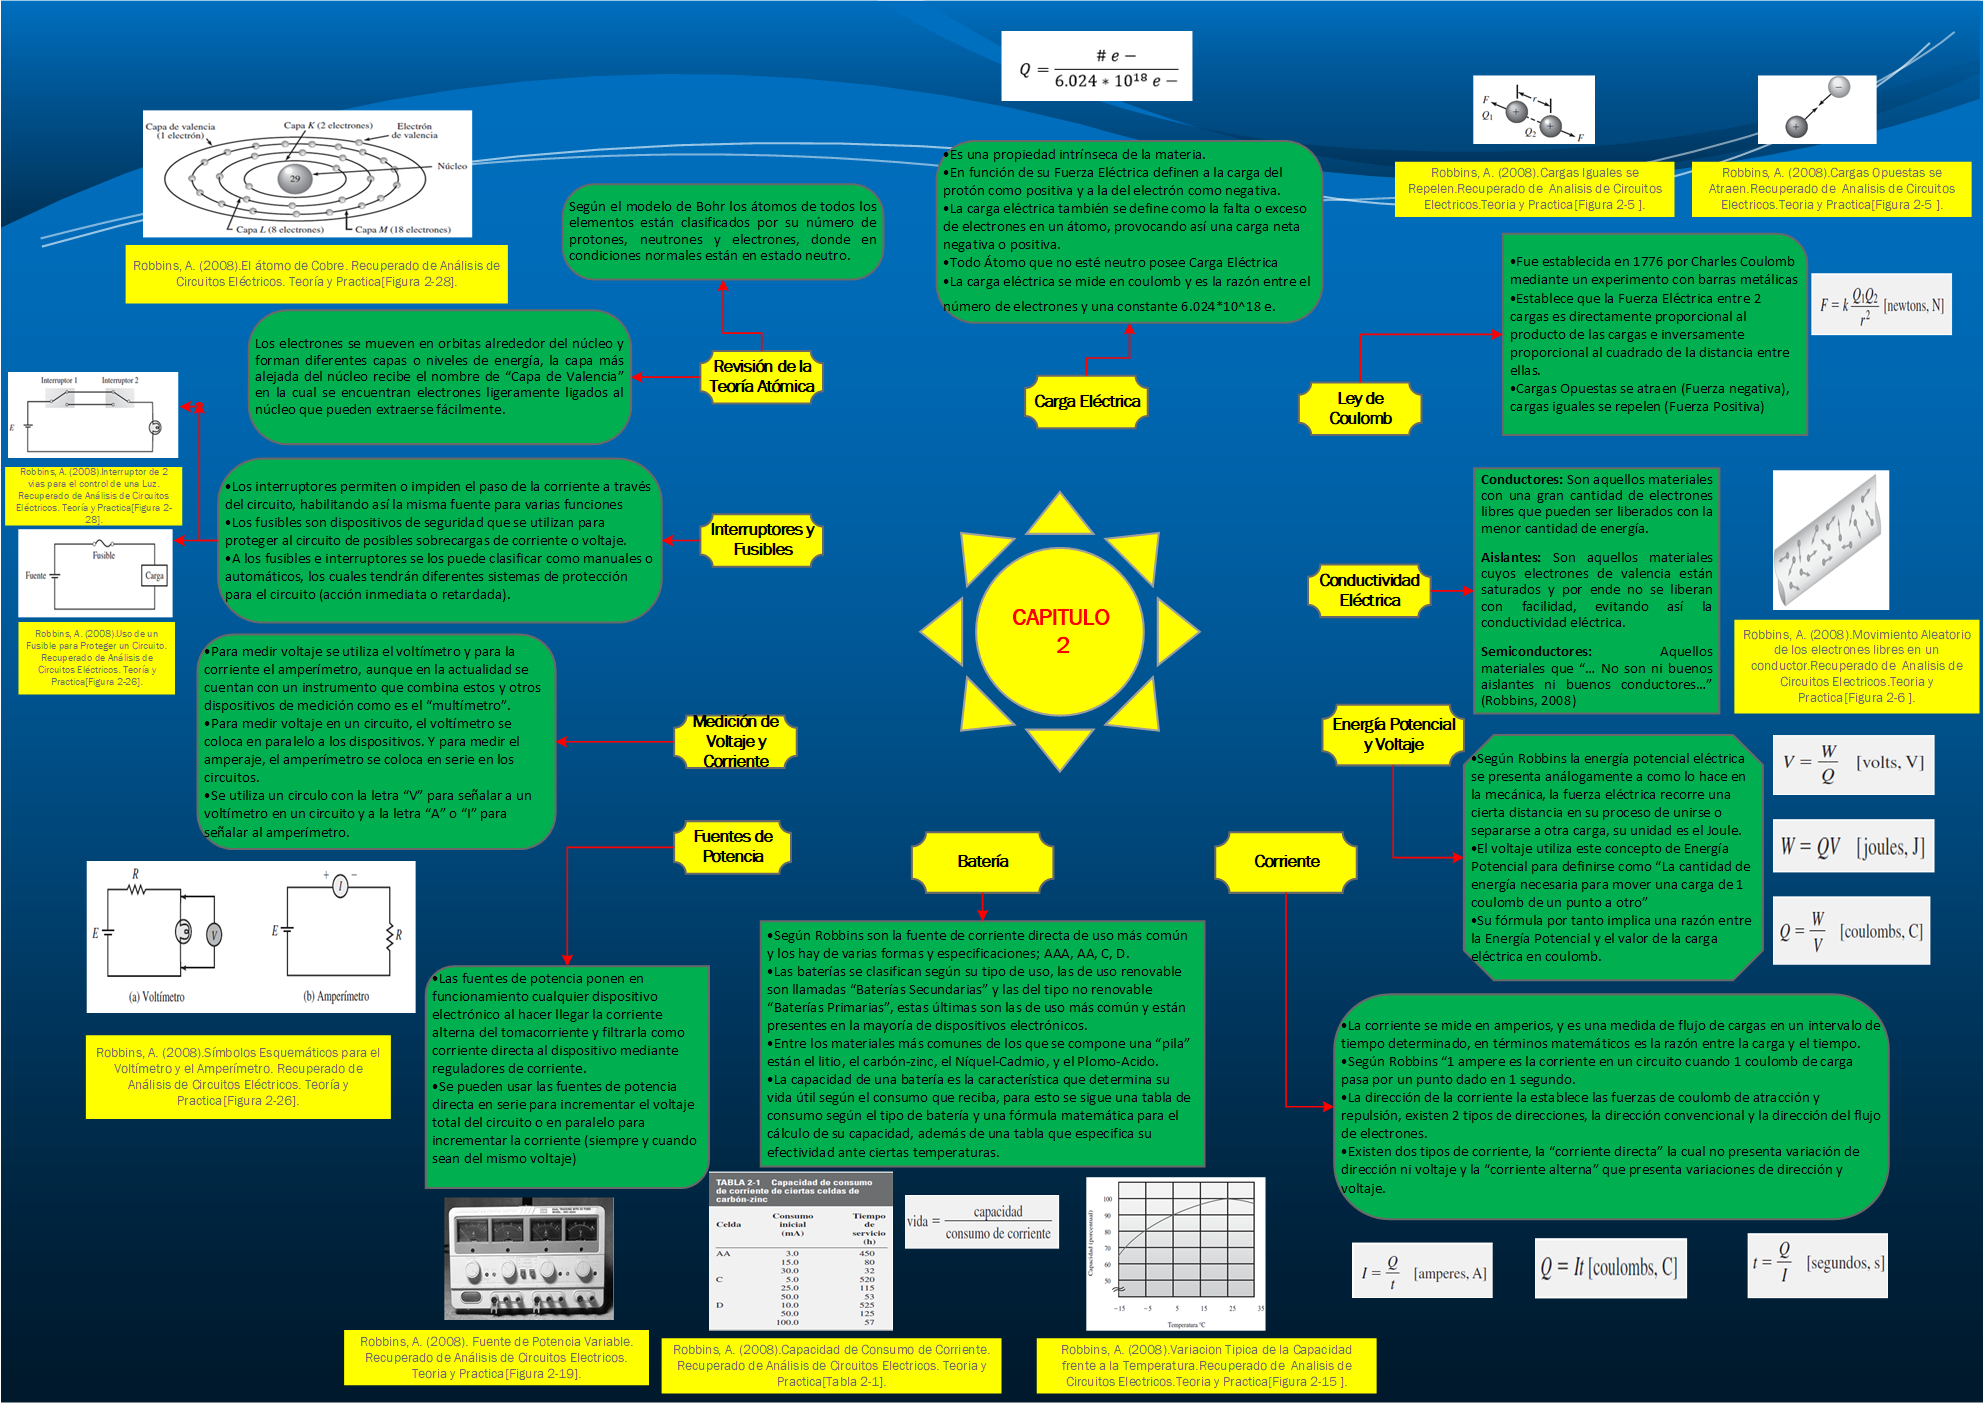 Q = # e − / 6.024 ∗ 10^18 e −
Capa de valencia
(1 electrón)
Capa K (2 electrones)
Electrón
de valencia
Núcleo
29
Capa L (8 electrones)
Capa M (18 electrones)
Robbins, A. (2008).El átomo de Cobre. Recuperado de Análisis de
Circuitos Eléctricos. Teoría y Practica[Figura 2-28].
Según el modelo de Bohr los átomos de todos los
elementos están clasificados por su número de
protones, neutrones y electrones, donde en
condiciones normales están en estado neutro.
•Es una propiedad intrínseca de la materia.
•En función de su Fuerza Eléctrica definen a la carga del
protón como positiva y a la del electrón como negativa.
•La carga eléctrica también se define como la falta o exceso
de electrones en un átomo, provocando así una carga neta
negativa o positiva.
•Todo Átomo que no esté neutro posee Carga Eléctrica
•La carga eléctrica se mide en coulomb y es la razón entre el
número de electrones y una constante 6.024*10^18 e.
F
Q1
r
+
Q2
+
F
−
+
Robbins, A. (2008).Cargas Iguales se
Repelen.Recuperado de Analisis de Circuitos
Electricos.Teoria y Practica[Figura 2-5 ].
Robbins, A. (2008).Cargas Opuestas se
Atraen.Recuperado de Analisis de Circuitos
Electricos.Teoria y Practica[Figura 2-5 ].
•Fue establecida en 1776 por Charles Coulomb
mediante un experimento con barras metálicas
•Establece que la Fuerza Eléctrica entre 2
cargas es directamente proporcional al
producto de las cargas e inversamente
proporcional al cuadrado de la distancia entre
ellas.
•Cargas Opuestas se atraen (Fuerza negativa),
cargas iguales se repelen (Fuerza Positiva)
F = k Q1Q2 / r^2 [newtons, N]
Los electrones se mueven en orbitas alrededor del núcleo y
forman diferentes capas o niveles de energía, la capa más
alejada del núcleo recibe el nombre de “Capa de Valencia”
en la cual se encuentran electrones ligeramente ligados al
núcleo que pueden extraerse fácilmente.
Revisión de la
Teoría Atómica
Carga Eléctrica
Ley de
Coulomb
Interruptor 1
Interruptor 2
E
Robbins, A. (2008).Interruptor de 2
vias para el control de una Luz.
Recuperado de Análisis de Circuitos
Eléctricos. Teoría y Practica[Figura 2-
28].
•Los interruptores permiten o impiden el paso de la corriente a través
del circuito, habilitando así la misma fuente para varias funciones
•Los fusibles son dispositivos de seguridad que se utilizan para
proteger al circuito de posibles sobrecargas de corriente o voltaje.
•A los fusibles e interruptores se los puede clasificar como manuales o
automáticos, los cuales tendrán diferentes sistemas de protección
para el circuito (acción inmediata o retardada).
Interruptores y
Fusibles
Fusible
Fuente
Carga
Robbins, A. (2008).Uso de un
Fusible para Proteger un Circuito.
Recuperado de Análisis de
Circuitos Eléctricos. Teoría y
Practica[Figura 2-26].
CAPITULO
2
Conductividad
Eléctrica
Conductores: Son aquellos materiales
con una gran cantidad de electrones
libres que pueden ser liberados con la
menor cantidad de energía.
Aislantes: Son aquellos materiales
cuyos electrones de valencia están
saturados y por ende no se liberan
con facilidad, evitando así la
conductividad eléctrica.
Semiconductores: Aquellos
materiales que “... No son ni buenos
aislantes ni buenos conductores...”
(Robbins, 2008)
Robbins, A. (2008).Movimiento Aleatorio
de los electrones libres en un
conductor.Recuperado de Analisis de
Circuitos Electricos.Teoria y
Practica[Figura 2-6 ].
•Para medir voltaje se utiliza el voltímetro y para la
corriente el amperímetro, aunque en la actualidad se
cuentan con un instrumento que combina estos y otros
dispositivos de medición como es el “multímetro”.
•Para medir voltaje en un circuito, el voltímetro se
coloca en paralelo a los dispositivos. Y para medir el
amperaje, el amperímetro se coloca en serie en los
circuitos.
•Se utiliza un circulo con la letra “V” para señalar a un
voltímetro en un circuito y a la letra “A” o “I” para
señalar al amperímetro.
Medición de
Voltaje y
Corriente
Energía Potencial
y Voltaje
•Según Robbins la energía potencial eléctrica
se presenta análogamente a como lo hace en
la mecánica, la fuerza eléctrica recorre una
cierta distancia en su proceso de unirse o
separarse a otra carga, su unidad es el Joule.
•El voltaje utiliza este concepto de Energía
Potencial para definirse como “La cantidad de
energía necesaria para mover una carga de 1
coulomb de un punto a otro”
•Su fórmula por tanto implica una razón entre
la Energía Potencial y el valor de la carga
eléctrica en coulomb.
V = W / Q [volts, V]
W = QV [joules, J]
Q = W / V [coulombs, C]
Fuentes de
Potencia
Batería
Corriente
R
E
V
(a) Voltímetro
+ I −
E
R
(b) Amperímetro
Robbins, A. (2008).Símbolos Esquemáticos para el
Voltímetro y el Amperímetro. Recuperado de
Análisis de Circuitos Eléctricos. Teoría y
Practica[Figura 2-26].
•Las fuentes de potencia ponen en
funcionamiento cualquier dispositivo
electrónico al hacer llegar la corriente
alterna del tomacorriente y filtrarla como
corriente directa al dispositivo mediante
reguladores de corriente.
•Se pueden usar las fuentes de potencia
directa en serie para incrementar el voltaje
total del circuito o en paralelo para
incrementar la corriente (siempre y cuando
sean del mismo voltaje)
•Según Robbins son la fuente de corriente directa de uso más común
y los hay de varias formas y especificaciones; AAA, AA, C, D.
•Las baterías se clasifican según su tipo de uso, las de uso renovable
son llamadas “Baterías Secundarias” y las del tipo no renovable
“Baterías Primarias”, estas últimas son las de uso más común y están
presentes en la mayoría de dispositivos electrónicos.
•Entre los materiales más comunes de los que se compone una “pila”
están el litio, el carbón-zinc, el Níquel-Cadmio, y el Plomo-Acido.
•La capacidad de una batería es la característica que determina su
vida útil según el consumo que reciba, para esto se sigue una tabla de
consumo según el tipo de batería y una fórmula matemática para el
cálculo de su capacidad, además de una tabla que especifica su
efectividad ante ciertas temperaturas.
•La corriente se mide en amperios, y es una medida de flujo de cargas en un intervalo de
tiempo determinado, en términos matemáticos es la razón entre la carga y el tiempo.
•Según Robbins “1 ampere es la corriente en un circuito cuando 1 coulomb de carga
pasa por un punto dado en 1 segundo.
•La dirección de la corriente la establece las fuerzas de coulomb de atracción y
repulsión, existen 2 tipos de direcciones, la dirección convencional y la dirección del flujo
de electrones.
•Existen dos tipos de corriente, la “corriente directa” la cual no presenta variación de
dirección ni voltaje y la “corriente alterna” que presenta variaciones de dirección y
voltaje.
TABLA 2-1 Capacidad de consumo
de corriente de ciertas celdas de
carbón-zinc
Celda Consumo inicial (mA) Tiempo de servicio (h)
AA 3.0 450
15.0 80
30.0 32
C 5.0 520
25.0 115
50.0 53
D 10.0 525
50.0 125
100.0 57
vida = capacidad / consumo de corriente
Capacidad (porcentual)
100
90
80
70
60
50
−15 −5 5 15 25 35
Temperatura °C
I = Q / t [amperes, A]
Q = It [coulombs, C]
t = Q / I [segundos, s]
Robbins, A. (2008). Fuente de Potencia Variable.
Recuperado de Análisis de Circuitos Electricos.
Teoria y Practica[Figura 2-19].
Robbins, A. (2008).Capacidad de Consumo de Corriente.
Recuperado de Análisis de Circuitos Electricos. Teoria y
Practica[Tabla 2-1].
Robbins, A. (2008).Variacion Tipica de la Capacidad
frente a la Temperatura.Recuperado de Analisis de
Circuitos Electricos.Teoria y Practica[Figura 2-15 ].